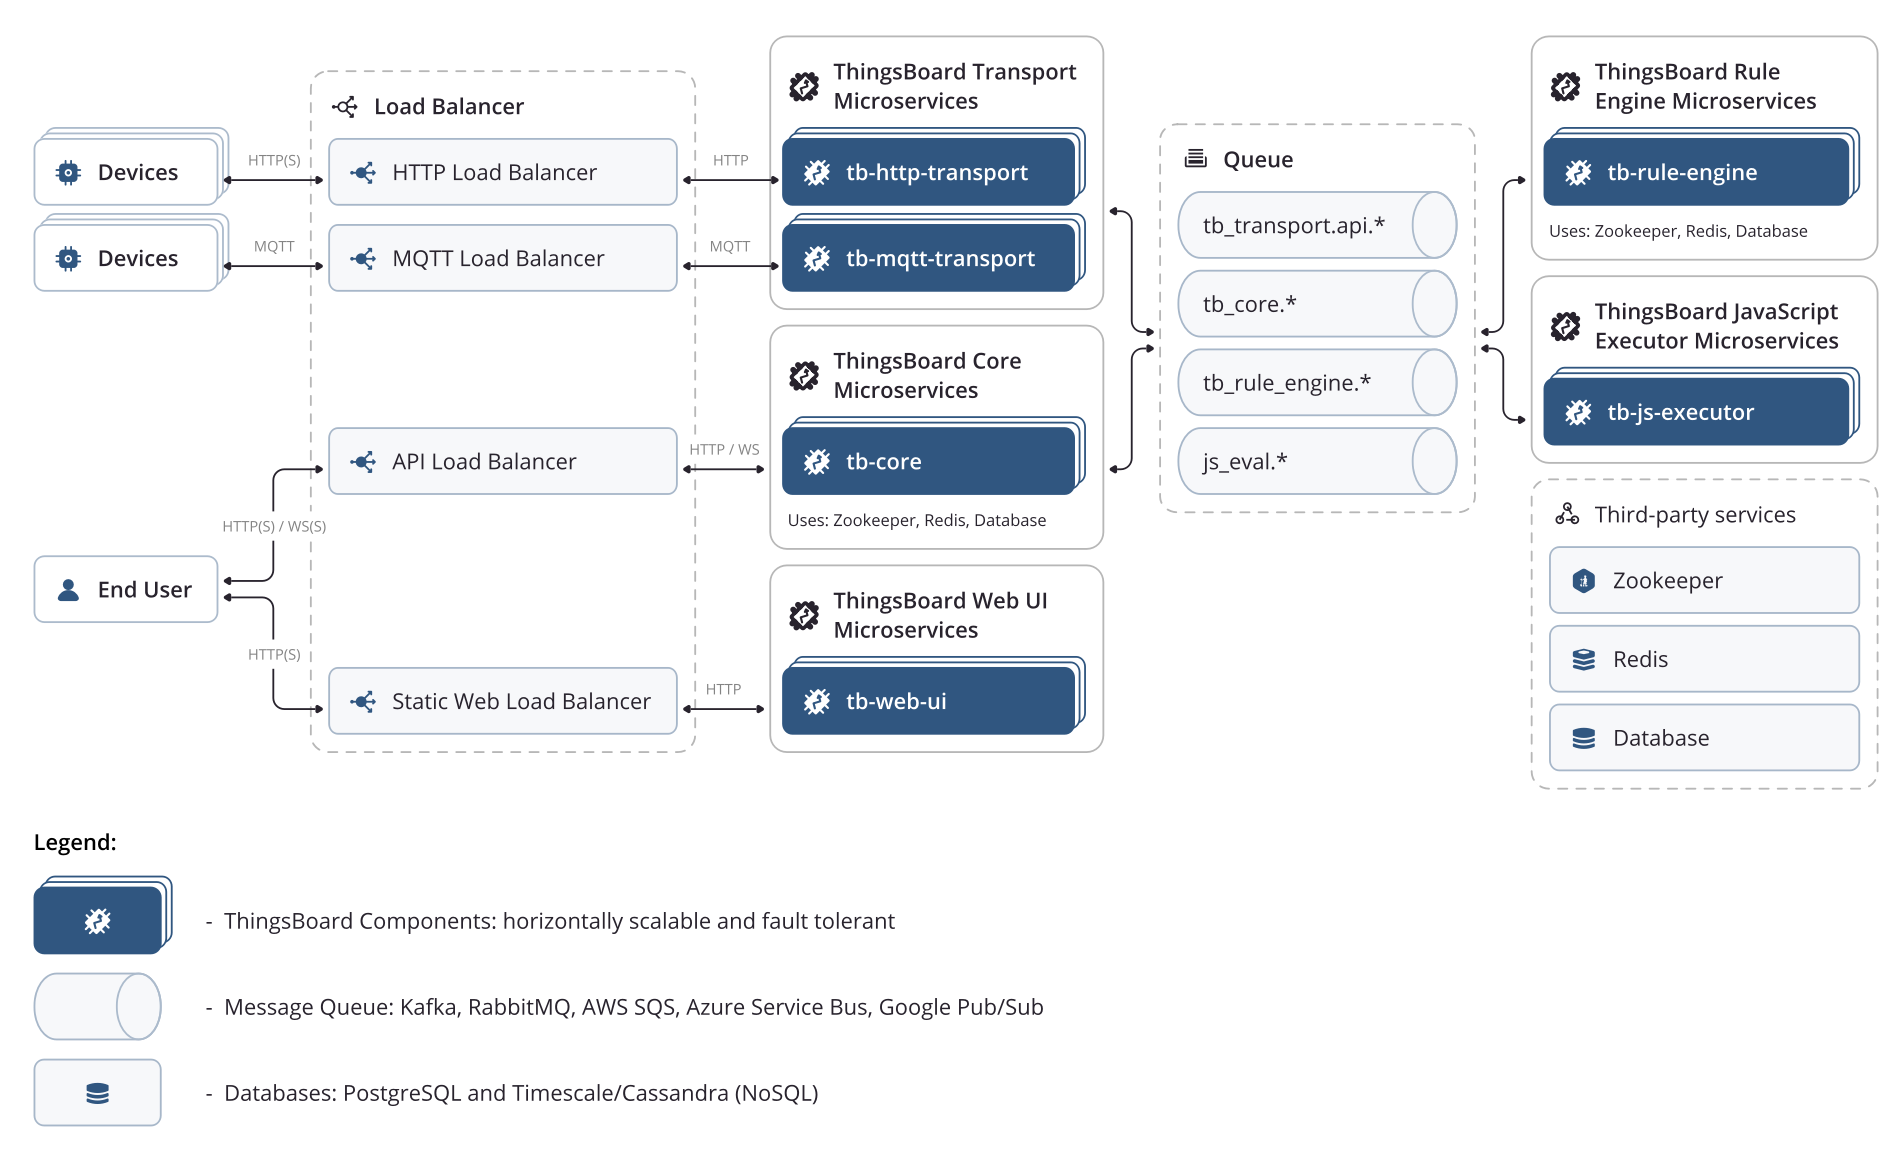 Devices
HTTP(S)
Devices
MQTT
End User
HTTP(S) / WS(S)
HTTP(S)
Load Balancer
HTTP Load Balancer
HTTP
MQTT Load Balancer
MQTT
API Load Balancer
HTTP / WS
Static Web Load Balancer
HTTP
ThingsBoard Transport
Microservices
tb-http-transport
tb-mqtt-transport
ThingsBoard Core
Microservices
tb-core
Uses: Zookeeper, Redis, Database
ThingsBoard Web UI
Microservices
tb-web-ui
Queue
tb_transport.api.*
tb_core.*
tb_rule_engine.*
js_eval.*
ThingsBoard Rule
Engine Microservices
tb-rule-engine
Uses: Zookeeper, Redis, Database
ThingsBoard JavaScript
Executor Microservices
tb-js-executor
Third-party services
Zookeeper
Redis
Database
Legend:
- ThingsBoard Components: horizontally scalable and fault tolerant
- Message Queue: Kafka, RabbitMQ, AWS SQS, Azure Service Bus, Google Pub/Sub
- Databases: PostgreSQL and Timescale/Cassandra (NoSQL)